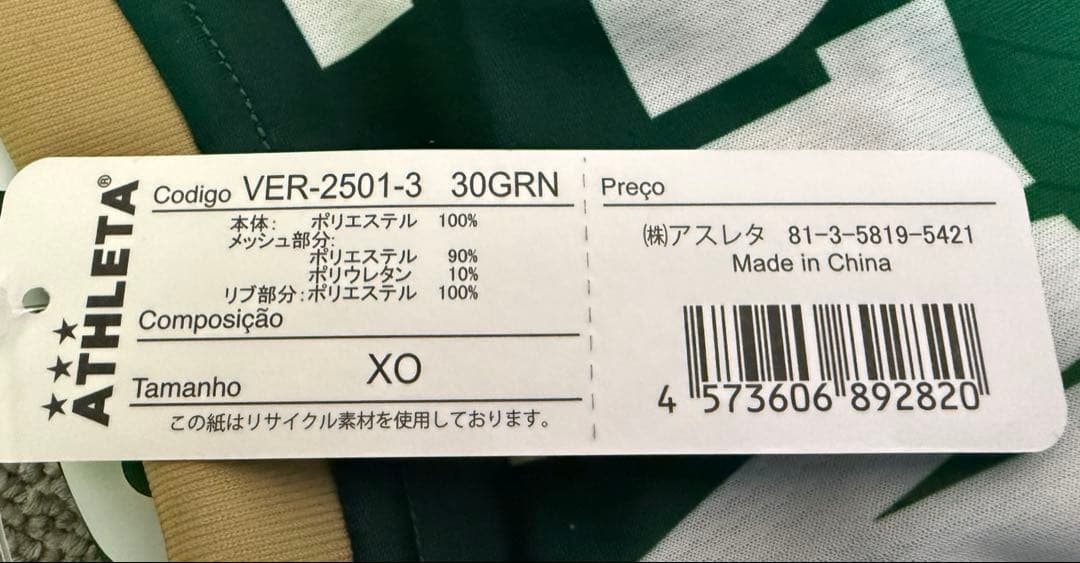 ATHLETA®
Codigo VER-2501-3 30GRN
本体: ポリエステル 100%
メッシュ部分:
ポリエステル 90%
ポリウレタン 10%
リブ部分:ポリエステル 100%
Composição
XO
Tamanho
この紙はリサイクル素材を使用しております。
Preço
㈱アスレタ 81-3-5819-5421
Made in China
4 573606 892820